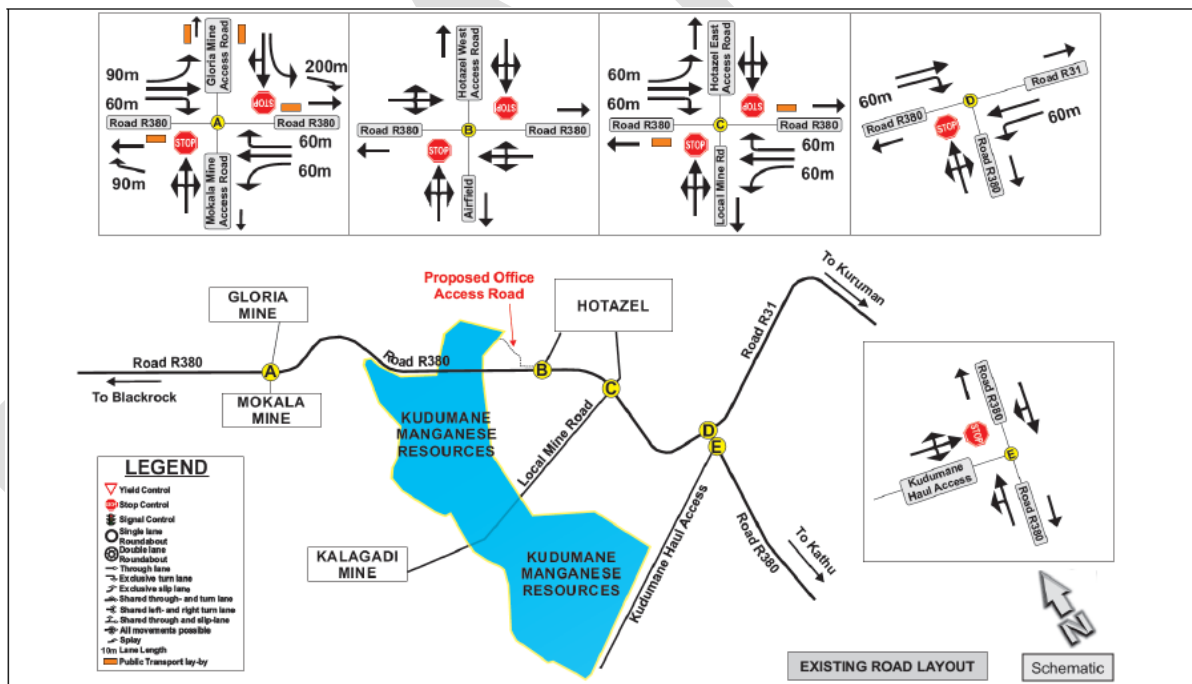 90m
60m
Gloria Mine
Access Road
200m
STOP
Road R380
A
Road R380
STOP
90m
Mokala Mine
Access Road
60m
60m
Hotazel West
Access Road
STOP
Road R380
B
Road R380
STOP
Airfield
60m
60m
Hotazel East
Access Road
STOP
Road R380
C
Road R380
STOP
Local Mine Rd
60m
60m
60m
Road R31
D
Road R380
STOP
60m
Road R380
GLORIA
MINE
Proposed Office
Access Road
HOTAZEL
To Kuruman
Road R31
Road R380
A
Road R380
B
C
To Blackrock
MOKALA
MINE
KUDUMANE
MANGANESE
RESOURCES
Local Mine Road
D
E
Kudumane Haul Access
Road R380
To Kathu
KALAGADI
MINE
KUDUMANE
MANGANESE
RESOURCES
Road R380
STOP
E
Kudumane
Haul Access
Road R380
N
LEGEND
Yield Control
STOP
Stop Control
Signal Control
Single lane
Roundabout
Double lane
Roundabout
Through lane
Exclusive turn lane
Exclusive slip lane
Shared through- and turn lane
Shared left- and right turn lane
Shared through and slip-lane
All movements possible
Splay
10m Lane Length
Public Transport lay-by
EXISTING ROAD LAYOUT
Schematic